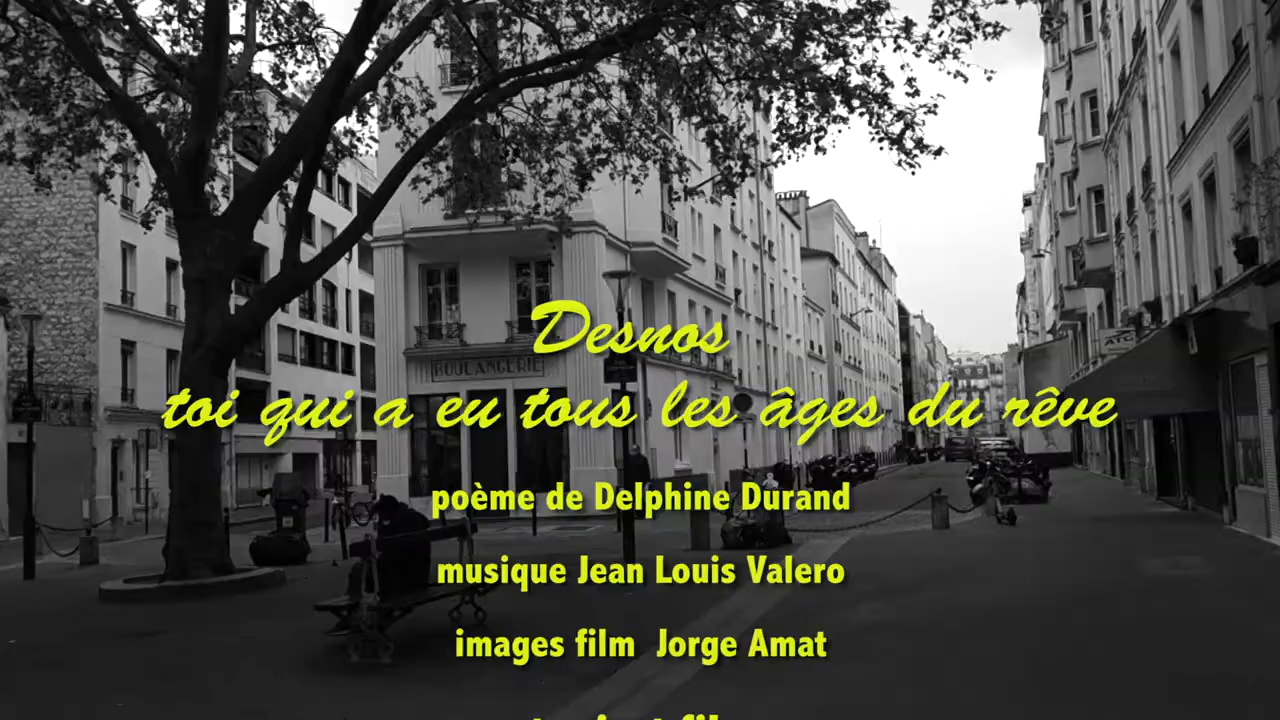 BOULANGERIE
ATC
Desnos
toi qui a eu tous les âges du rêve
poème de Delphine Durand
musique Jean Louis Valero
images film Jorge Amat